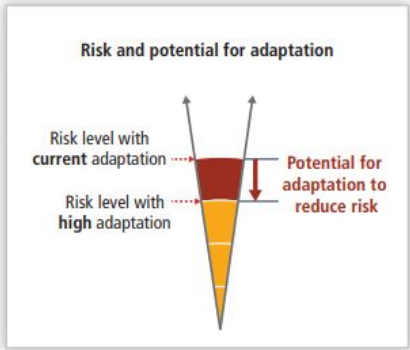 Risk and potential for adaptation
Risk level with
current adaptation
Risk level with
high adaptation
Potential for
adaptation to
reduce risk